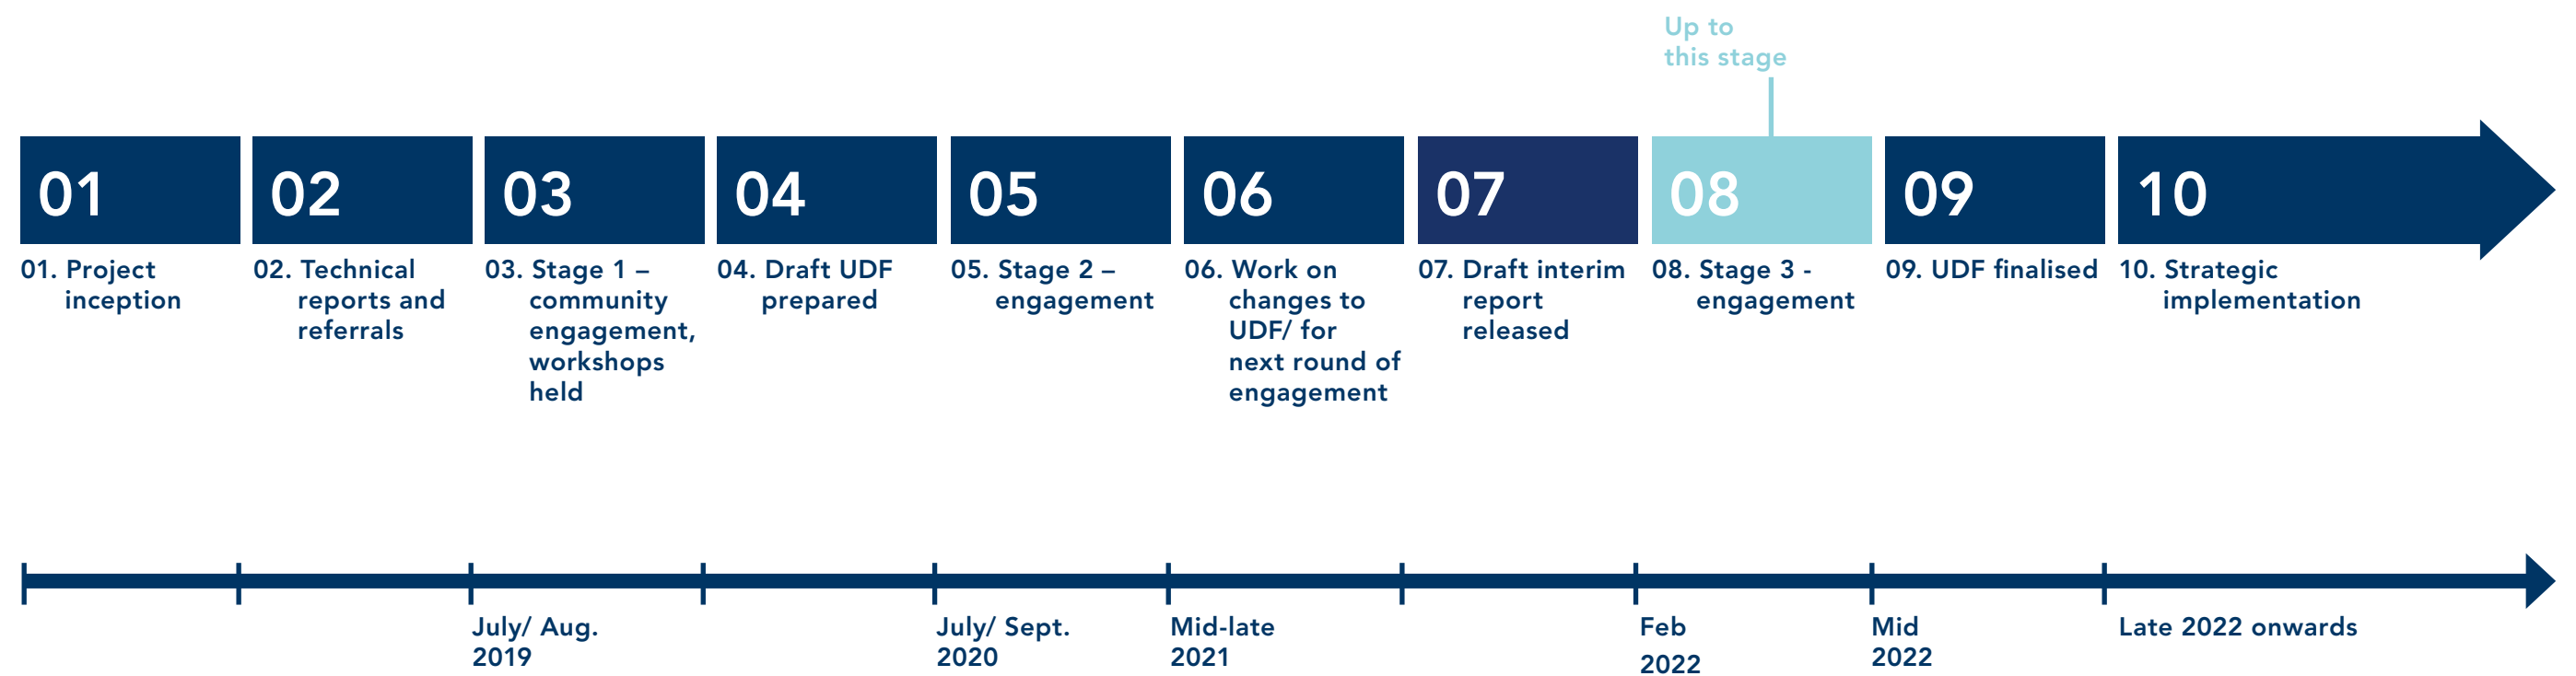 Up to
this stage
01
02
03
04
05
06
07
08
09
10
01. Project
inception
02. Technical
reports and
referrals
03. Stage 1 –
community
engagement,
workshops
held
04. Draft UDF
prepared
05. Stage 2 –
engagement
06. Work on
changes to
UDF/ for
next round of
engagement
07. Draft interim
report
released
08. Stage 3 -
engagement
09. UDF finalised
10. Strategic
implementation
July/ Aug.
2019
July/ Sept.
2020
Mid-late
2021
Feb
2022
Mid
2022
Late 2022 onwards